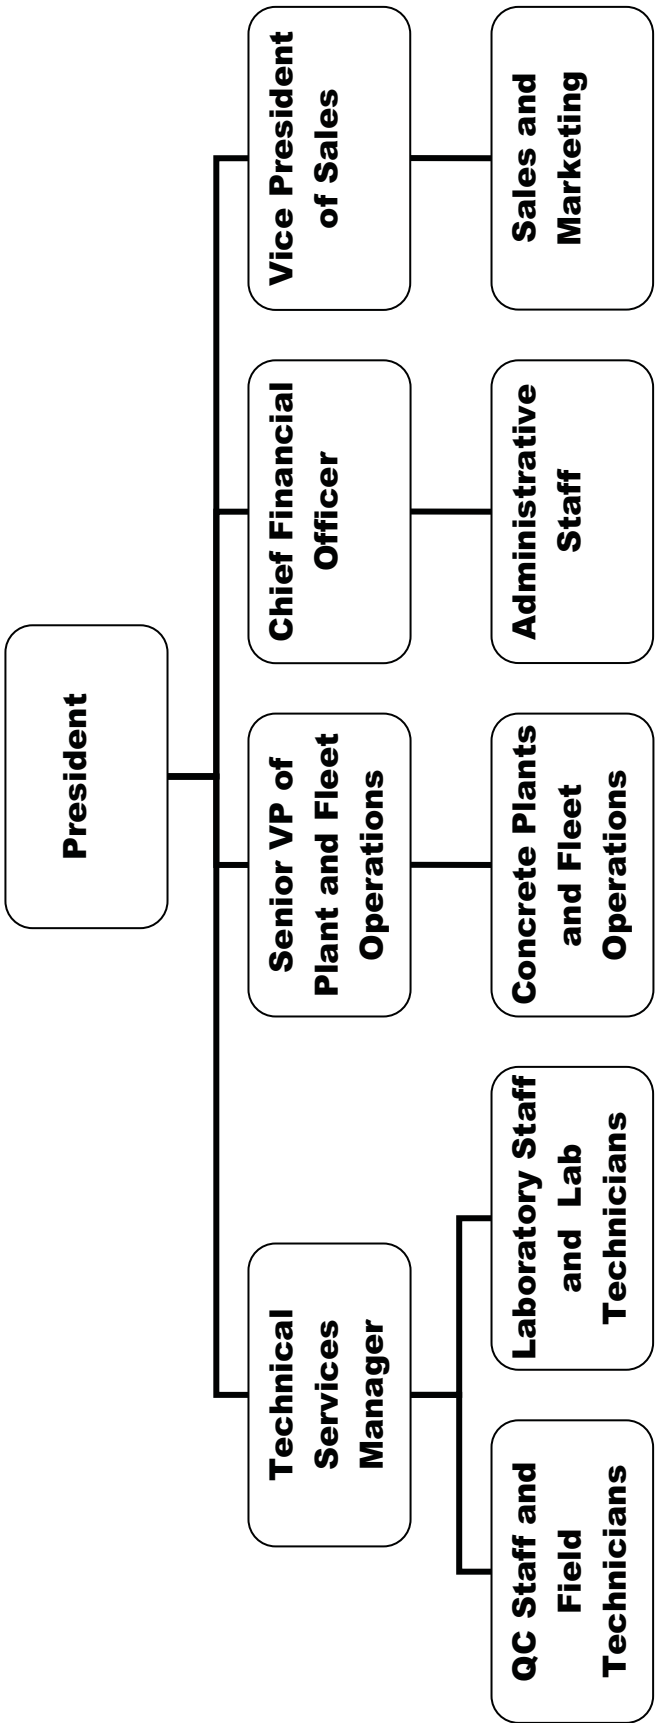 President
Technical
Services
Manager
Senior VP of
Plant and Fleet
Operations
Chief Financial
Officer
Vice President
of Sales
QC Staff and
Field
Technicians
Laboratory Staff
and Lab
Technicians
Concrete Plants
and Fleet
Operations
Administrative
Staff
Sales and
Marketing